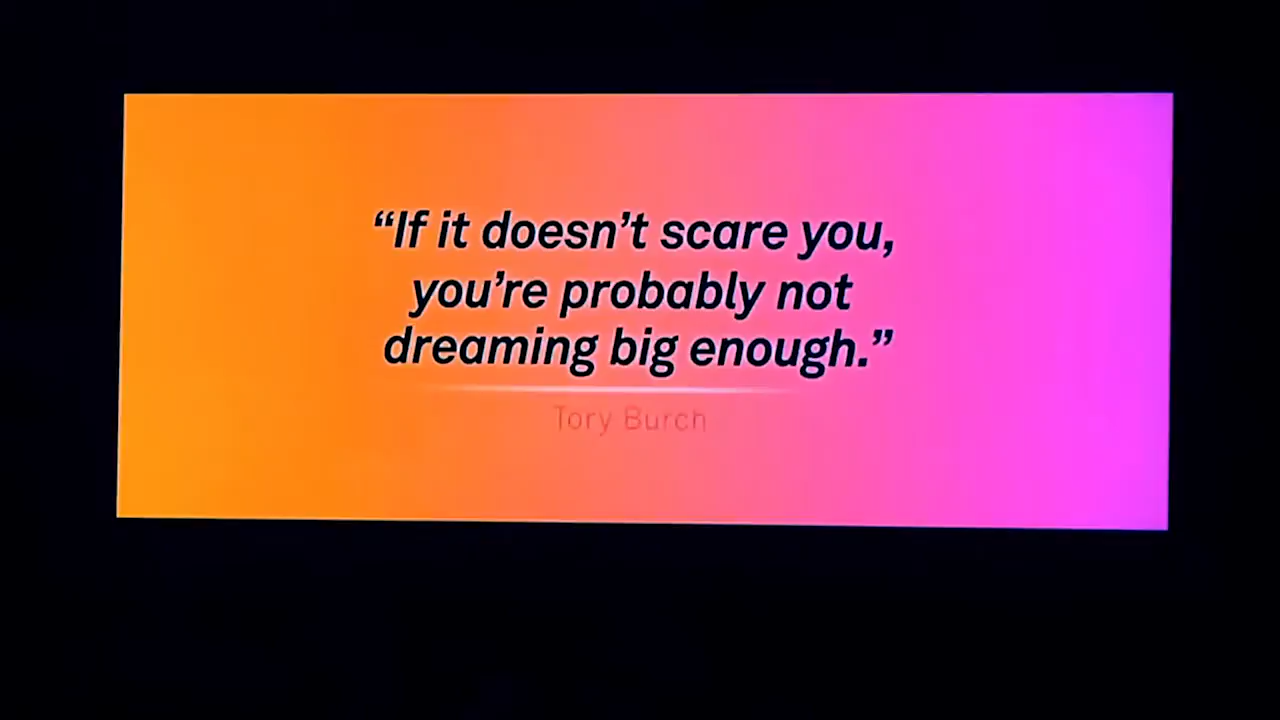 “If it doesn’t scare you,
you’re probably not
dreaming big enough.”
Tory Burch